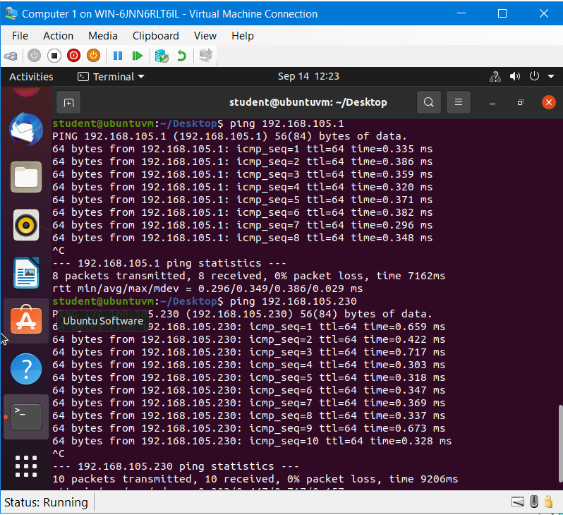 Computer 1 on WIN-6JNN6RLT6IL - Virtual Machine Connection
File Action Media Clipboard View Help
Activities Terminal Sep 14 12:23
student@ubuntuvm: ~/Desktop
student@ubuntuvm:~/Desktop$ ping 192.168.105.1
PING 192.168.105.1 (192.168.105.1) 56(84) bytes of data.
64 bytes from 192.168.105.1: icmp_seq=1 ttl=64 time=0.335 ms
64 bytes from 192.168.105.1: icmp_seq=2 ttl=64 time=0.386 ms
64 bytes from 192.168.105.1: icmp_seq=3 ttl=64 time=0.359 ms
64 bytes from 192.168.105.1: icmp_seq=4 ttl=64 time=0.320 ms
64 bytes from 192.168.105.1: icmp_seq=5 ttl=64 time=0.371 ms
64 bytes from 192.168.105.1: icmp_seq=6 ttl=64 time=0.382 ms
64 bytes from 192.168.105.1: icmp_seq=7 ttl=64 time=0.296 ms
64 bytes from 192.168.105.1: icmp_seq=8 ttl=64 time=0.348 ms
^C
--- 192.168.105.1 ping statistics ---
8 packets transmitted, 8 received, 0% packet loss, time 7162ms
rtt min/avg/max/mdev = 0.296/0.349/0.386/0.029 ms
student@ubuntuvm:~/Desktop$ ping 192.168.105.230
.230 (192.168.105.230) 56(84) bytes of data.
Ubuntu Software
192.168.105.230: icmp_seq=1 ttl=64 time=0.659 ms
64 bytes from 192.168.105.230: icmp_seq=2 ttl=64 time=0.422 ms
64 bytes from 192.168.105.230: icmp_seq=3 ttl=64 time=0.717 ms
64 bytes from 192.168.105.230: icmp_seq=4 ttl=64 time=0.303 ms
64 bytes from 192.168.105.230: icmp_seq=5 ttl=64 time=0.318 ms
64 bytes from 192.168.105.230: icmp_seq=6 ttl=64 time=0.347 ms
64 bytes from 192.168.105.230: icmp_seq=7 ttl=64 time=0.369 ms
64 bytes from 192.168.105.230: icmp_seq=8 ttl=64 time=0.337 ms
64 bytes from 192.168.105.230: icmp_seq=9 ttl=64 time=0.673 ms
64 bytes from 192.168.105.230: icmp_seq=10 ttl=64 time=0.328 ms
^C
--- 192.168.105.230 ping statistics ---
10 packets transmitted, 10 received, 0% packet loss, time 9206ms
Status: Running